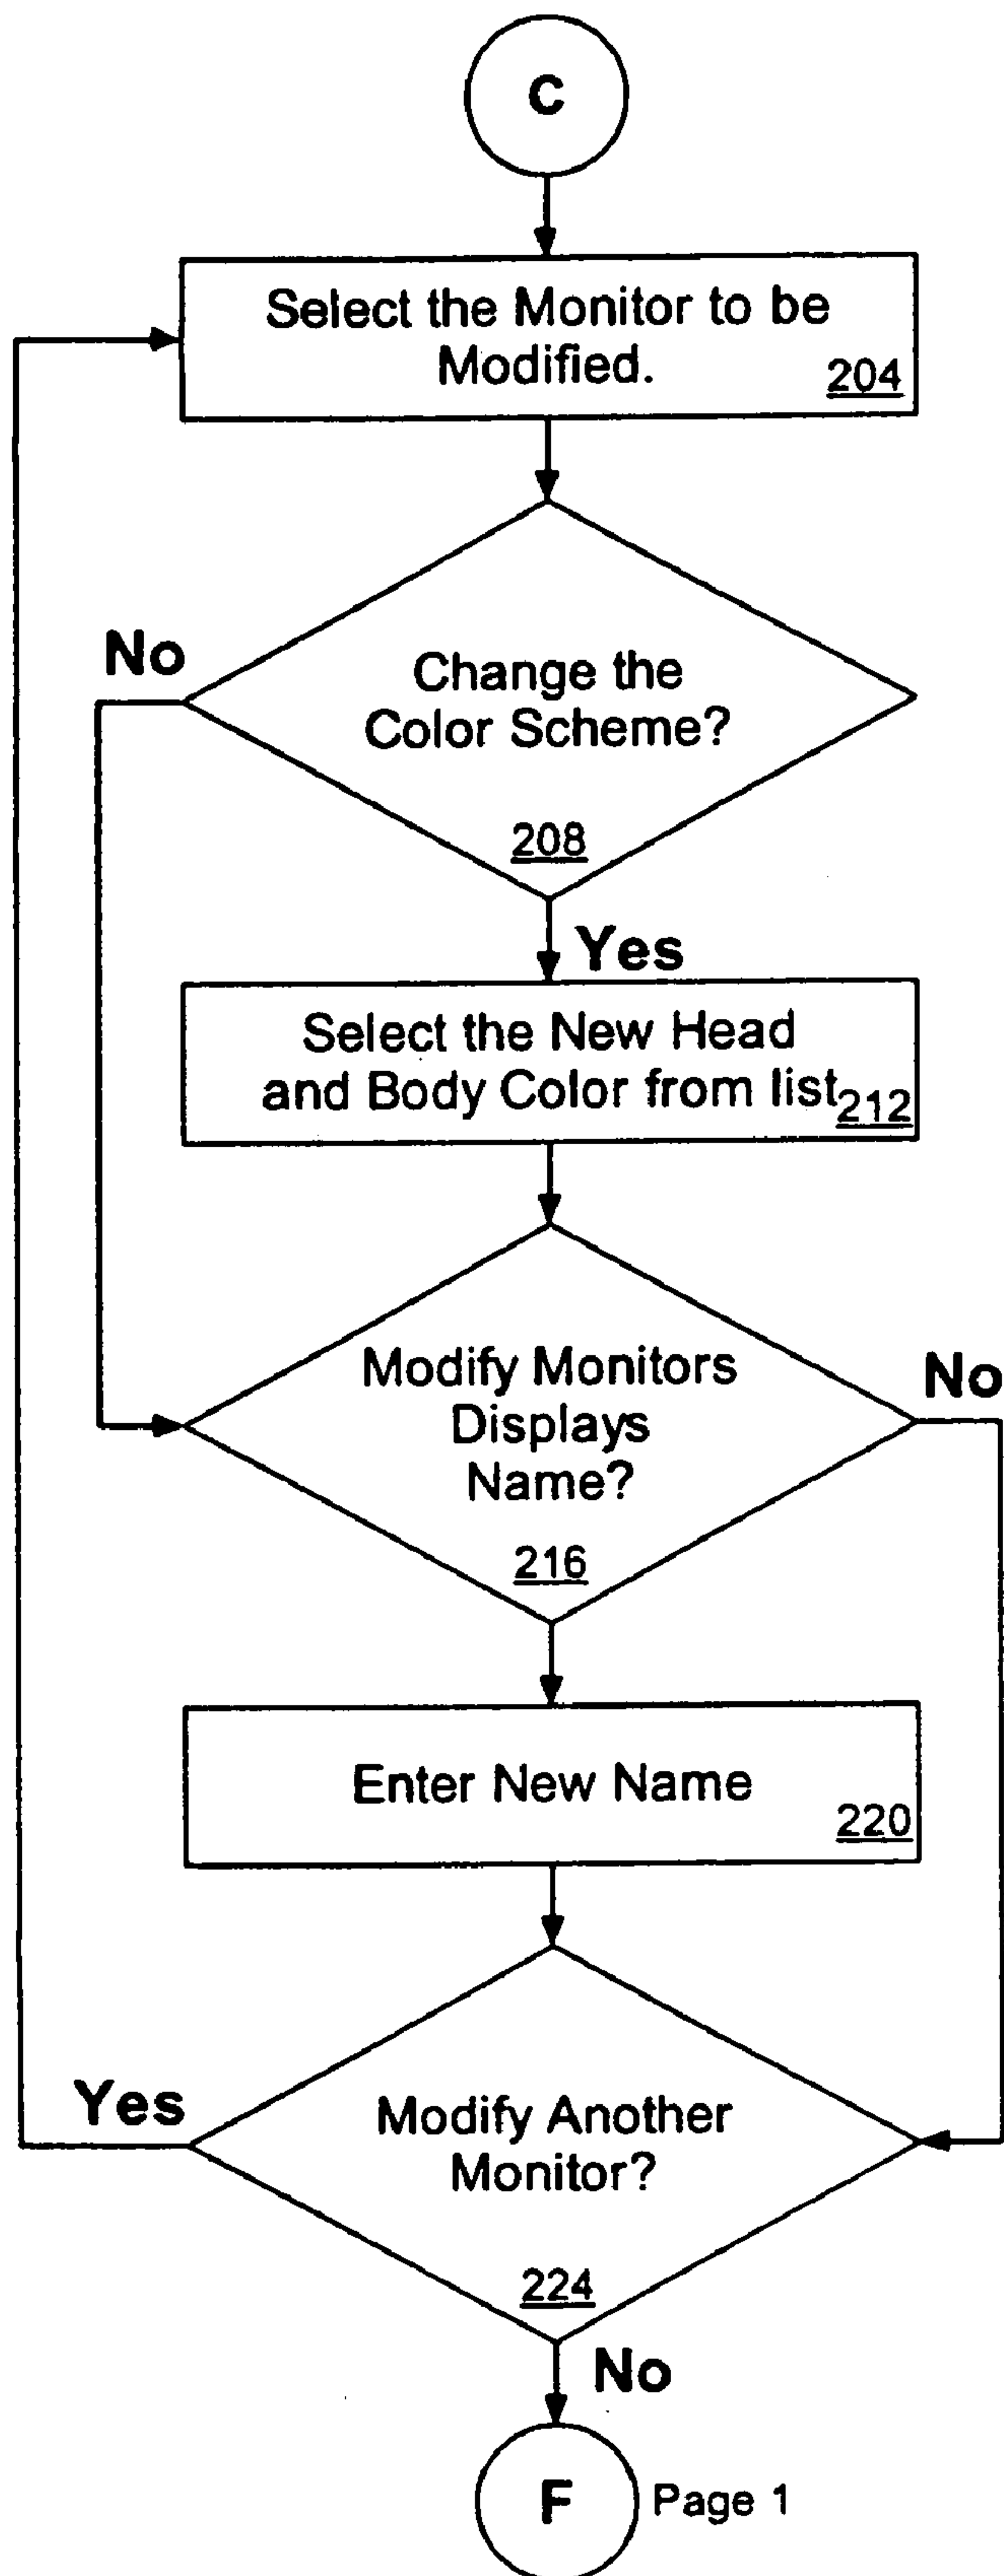 C
Select the Monitor to be
Modified.
204
No
Change the
Color Scheme?
208
Yes
Select the New Head
and Body Color from list
212
Modify Monitors
Displays
Name?
No
216
Enter New Name
220
Yes
Modify Another
Monitor?
224
No
F
Page 1